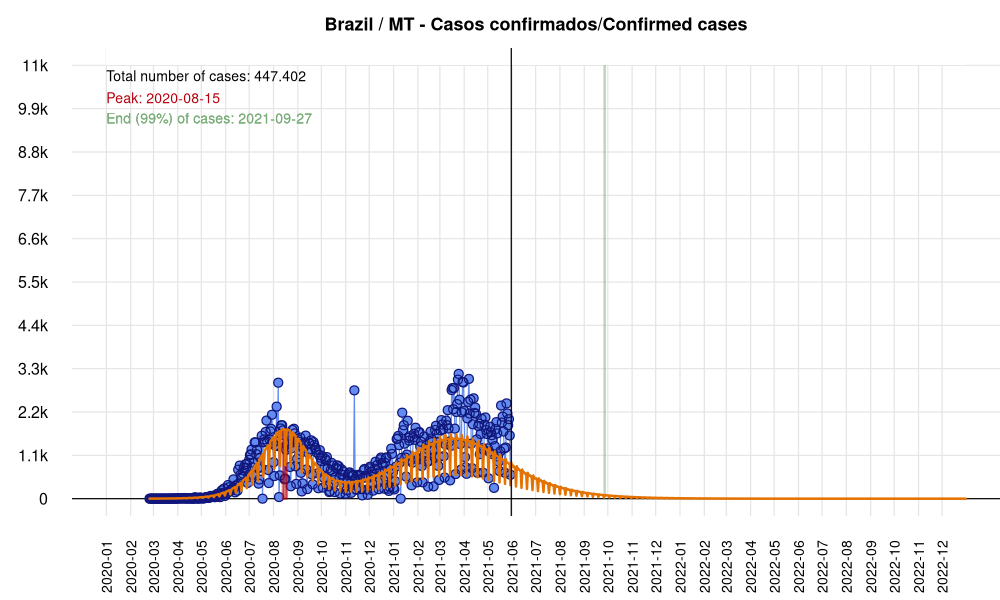 Brazil / MT - Casos confirmados/Confirmed cases
Total number of cases: 447.402
Peak: 2020-08-15
End (99%) of cases: 2021-09-27
11k
9.9k
8.8k
7.7k
6.6k
5.5k
4.4k
3.3k
2.2k
1.1k
0
2020-01
2020-02
2020-03
2020-04
2020-05
2020-06
2020-07
2020-08
2020-09
2020-10
2020-11
2020-12
2021-01
2021-02
2021-03
2021-04
2021-05
2021-06
2021-07
2021-08
2021-09
2021-10
2021-11
2021-12
2022-01
2022-02
2022-03
2022-04
2022-05
2022-06
2022-07
2022-08
2022-09
2022-10
2022-11
2022-12